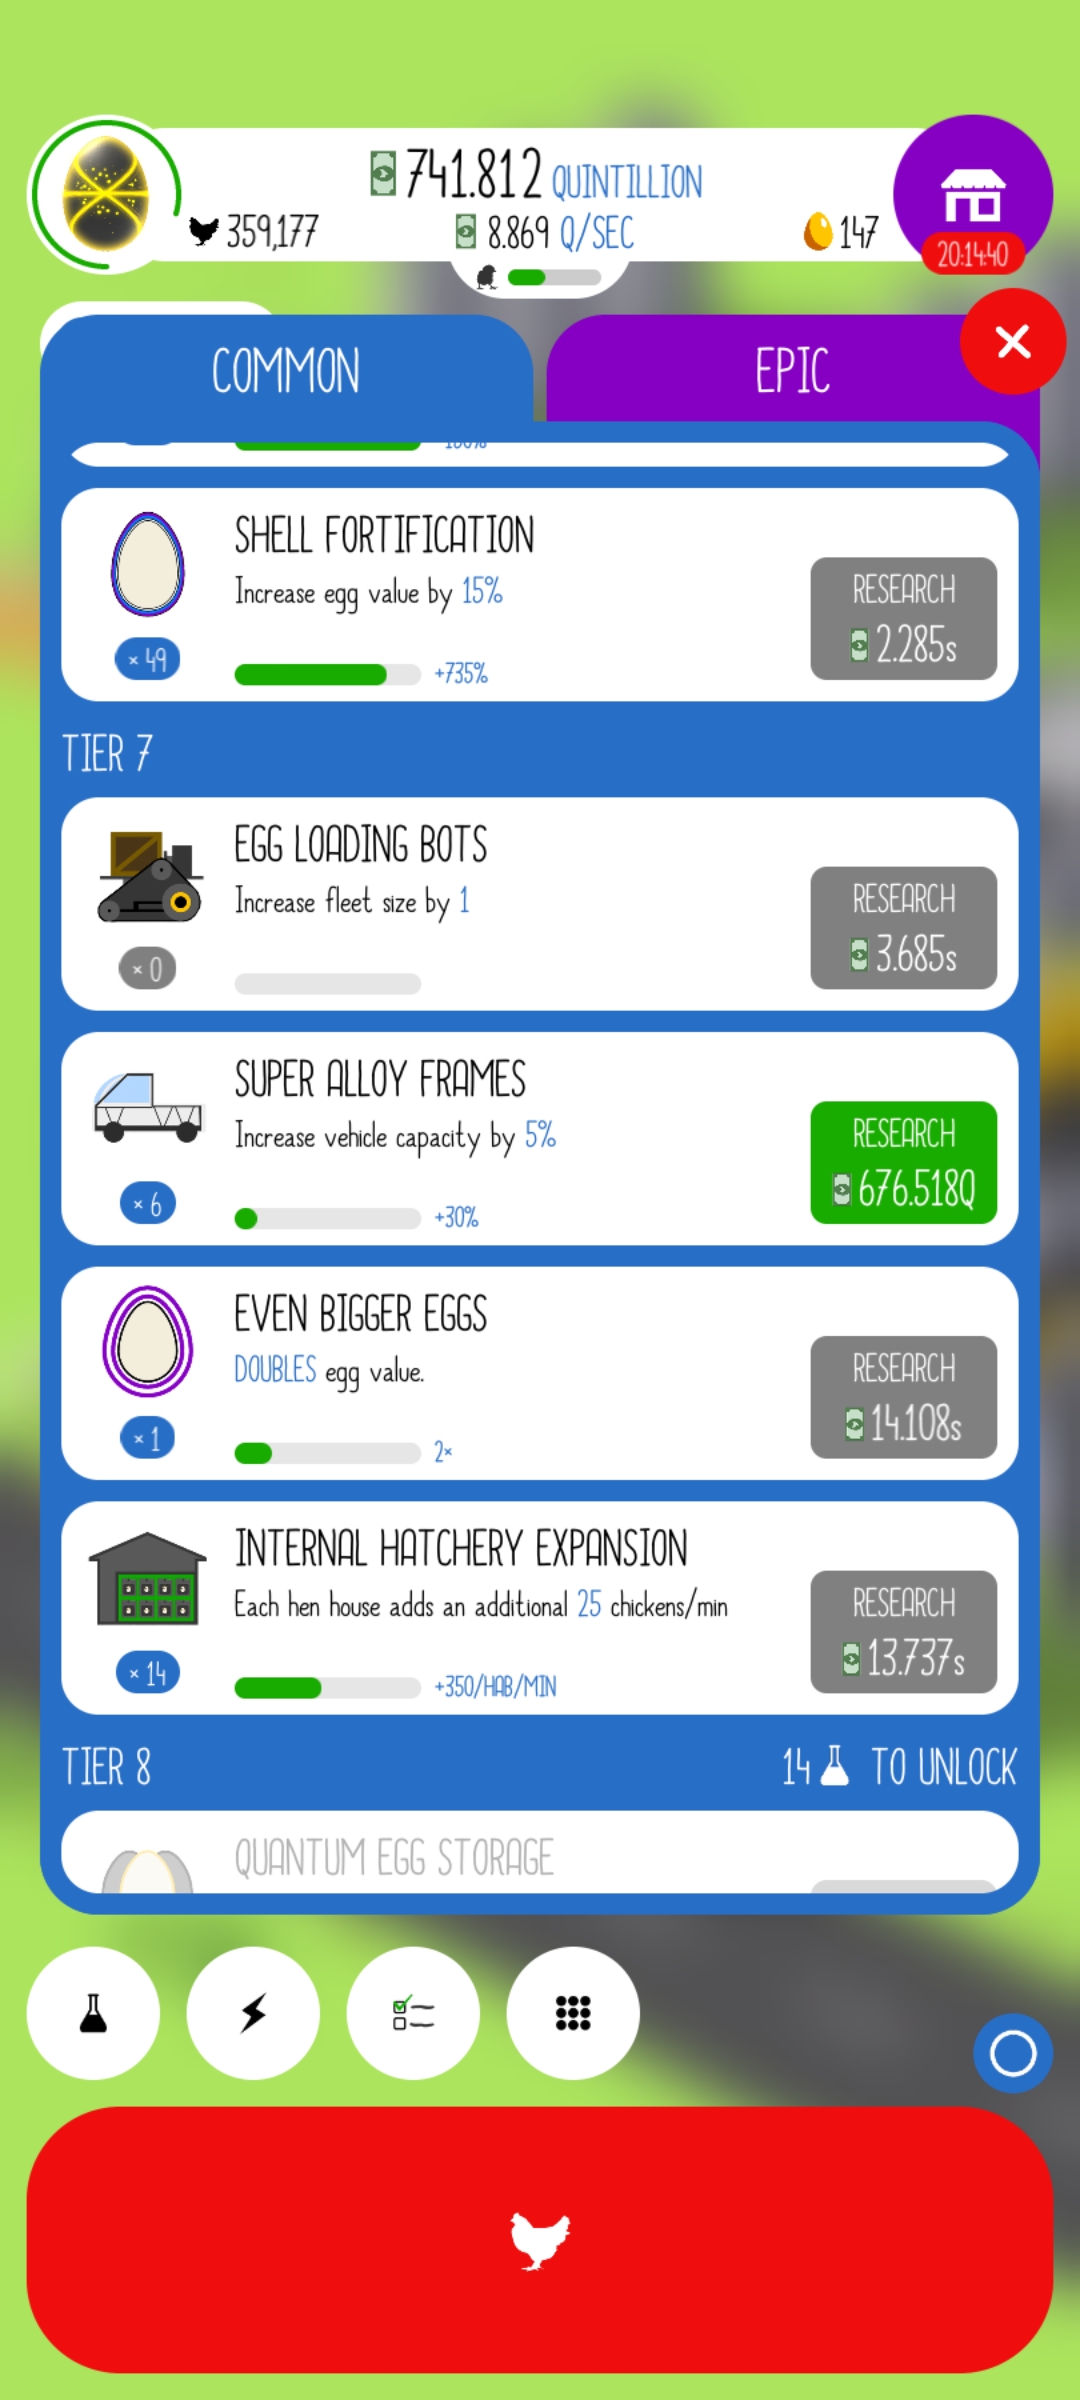 741.812 QUINTILLION
359,177
8.869 Q/SEC
147
20:14:40
COMMON
EPIC
SHELL FORTIFICATION
Increase egg value by 15%
RESEARCH
2.285s
× 49
+735%
TIER 7
EGG LOADING BOTS
Increase fleet size by 1
RESEARCH
3.685s
× 0
SUPER ALLOY FRAMES
Increase vehicle capacity by 5%
RESEARCH
676.518Q
× 6
+30%
EVEN BIGGER EGGS
DOUBLES egg value.
RESEARCH
14.108s
× 1
2×
INTERNAL HATCHERY EXPANSION
Each hen house adds an additional 25 chickens/min
RESEARCH
13.737s
× 14
+350/HAB/MIN
TIER 8
14 TO UNLOCK
QUANTUM EGG STORAGE